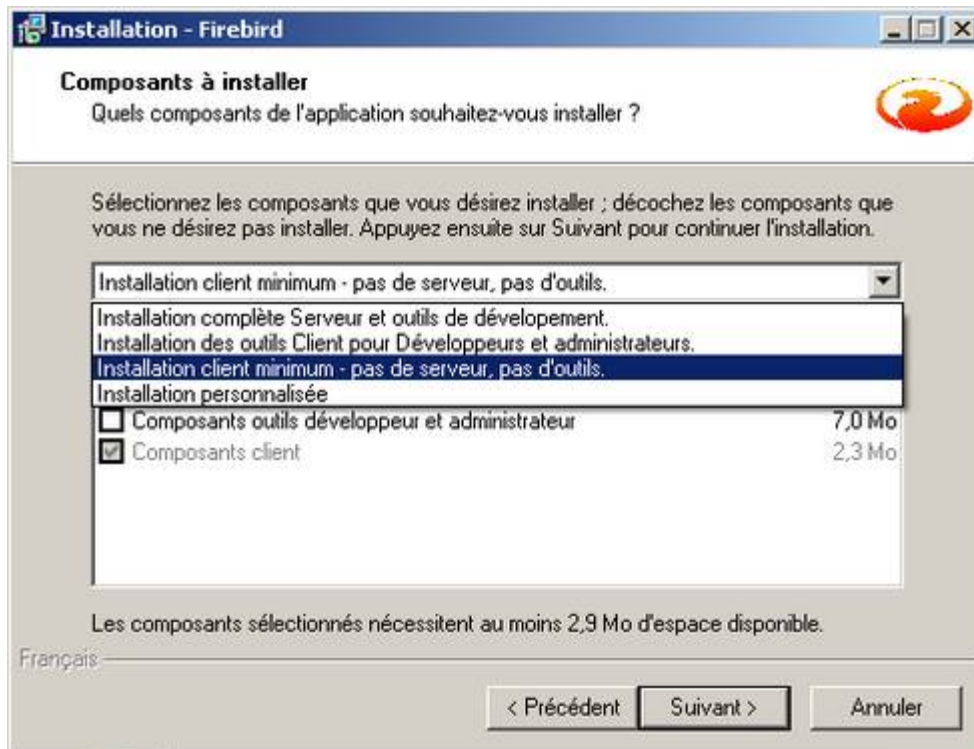 Installation - Firebird
Composants à installer
Quels composants de l'application souhaitez-vous installer ?
Sélectionnez les composants que vous désirez installer ; décochez les composants que
vous ne désirez pas installer. Appuyez ensuite sur Suivant pour continuer l'installation.
Installation client minimum - pas de serveur, pas d'outils.
Installation complète Serveur et outils de dévelopement.
Installation des outils Client pour Développeurs et administrateurs.
Installation client minimum - pas de serveur, pas d'outils.
Installation personnalisée
Composants outils développeur et administrateur 7,0 Mo
Composants client 2,3 Mo
Les composants sélectionnés nécessitent au moins 2,9 Mo d'espace disponible.
Français
< Précédent Suivant > Annuler